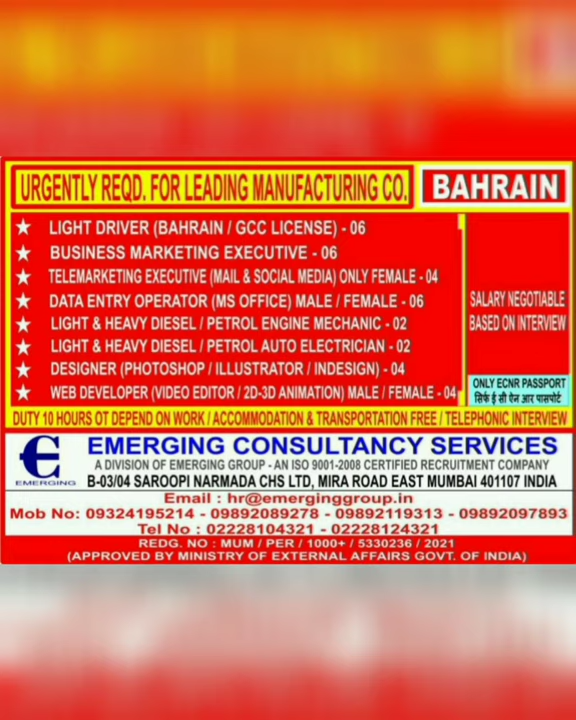 URGENTLY REQD. FOR LEADING MANUFACTURING CO. BAHRAIN
★ LIGHT DRIVER (BAHRAIN / GCC LICENSE) - 06
★ BUSINESS MARKETING EXECUTIVE - 06
★ TELEMARKETING EXECUTIVE (MAIL & SOCIAL MEDIA) ONLY FEMALE - 04
★ DATA ENTRY OPERATOR (MS OFFICE) MALE / FEMALE - 06
★ LIGHT & HEAVY DIESEL / PETROL ENGINE MECHANIC - 02
★ LIGHT & HEAVY DIESEL / PETROL AUTO ELECTRICIAN - 02
★ DESIGNER (PHOTOSHOP / ILLUSTRATOR / INDESIGN) - 04
★ WEB DEVELOPER (VIDEO EDITOR / 2D-3D ANIMATION) MALE / FEMALE - 04
SALARY NEGOTIABLE
BASED ON INTERVIEW
ONLY ECNR PASSPORT
सिर्फ ई सी ऐन आर पासपोर्ट
DUTY 10 HOURS OT DEPEND ON WORK / ACCOMMODATION & TRANSPORTATION FREE / TELEPHONIC INTERVIEW
E
EMERGING
EMERGING CONSULTANCY SERVICES
A DIVISION OF EMERGING GROUP - AN ISO 9001-2008 CERTIFIED RECRUITMENT COMPANY
B-03/04 SAROOPI NARMADA CHS LTD, MIRA ROAD EAST MUMBAI 401107 INDIA
Email : hr@emerginggroup.in
Mob No: 09324195214 - 09892089278 - 09892119313 - 09892097893
Tel No : 02228104321 - 02228124321
REDG. NO : MUM / PER / 1000+ / 5330236 / 2021
(APPROVED BY MINISTRY OF EXTERNAL AFFAIRS GOVT. OF INDIA)